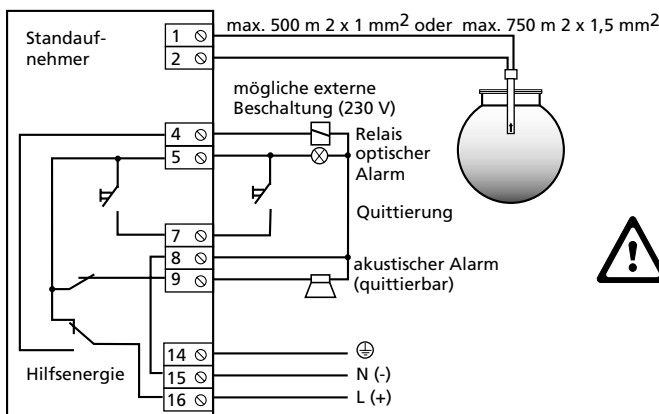 max. 500 m 2 x 1 mm² oder max. 750 m 2 x 1,5 mm²
Standauf-
nehmer
1
2
mögliche externe
Beschaltung (230 V)
4
5
Relais
optischer
Alarm
7
Quittierung
8
9
akustischer Alarm
(quittierbar)
!
Hilfsenergie
14
15
N (-)
16
L (+)